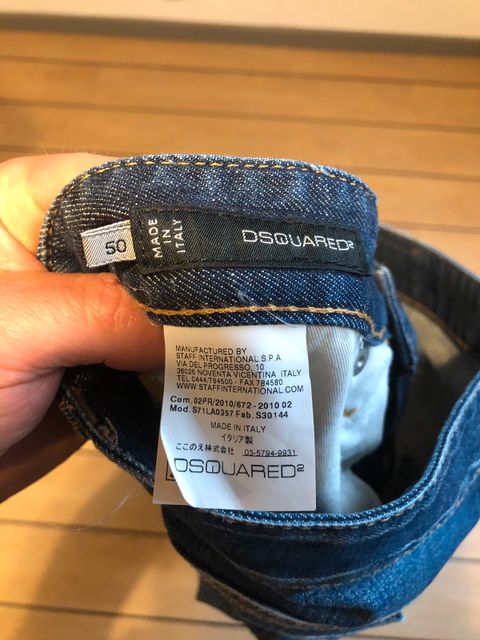 50
MADE
IN
ITALY
DSQUARED²
MANUFACTURED BY
STAFF INTERNATIONAL S.P.A
VIA DEL PROGRESSO, 10
36025 NOVENTA VICENTINA ITALY
TEL 0444/784500 - FAX 784580
WWW.STAFFINTERNATIONAL.COM
Com.02PR/2010/672 - 2010 02
Mod. S71LA0357 Fab. S30144
MADE IN ITALY
イタリア製
ここのえ株式会社 03-5794-9931
DSQUARED²